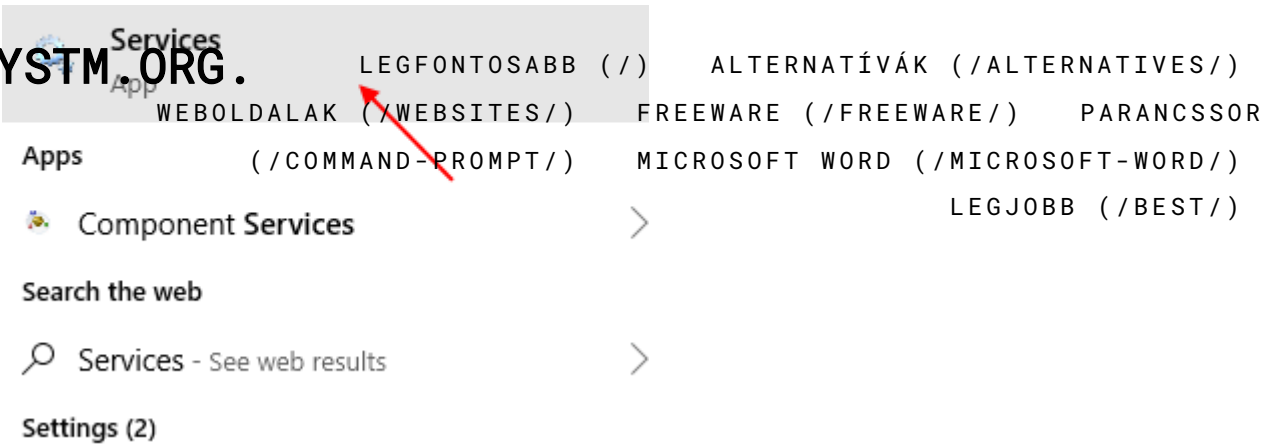 Services
YSTM.ORG.
LEGFONTOSABB (/)
ALTERNATÍVÁK (/ALTERNATIVES/)
App
WEBOLDALAK (/WEBSITES/)
FREEWARE (/FREEWARE/)
PARANCSSOR
Apps
(/COMMAND-PROMPT/)
MICROSOFT WORD (/MICROSOFT-WORD/)
Component Services
LEGJOBB (/BEST/)
Search the web
Services - See web results
Settings (2)